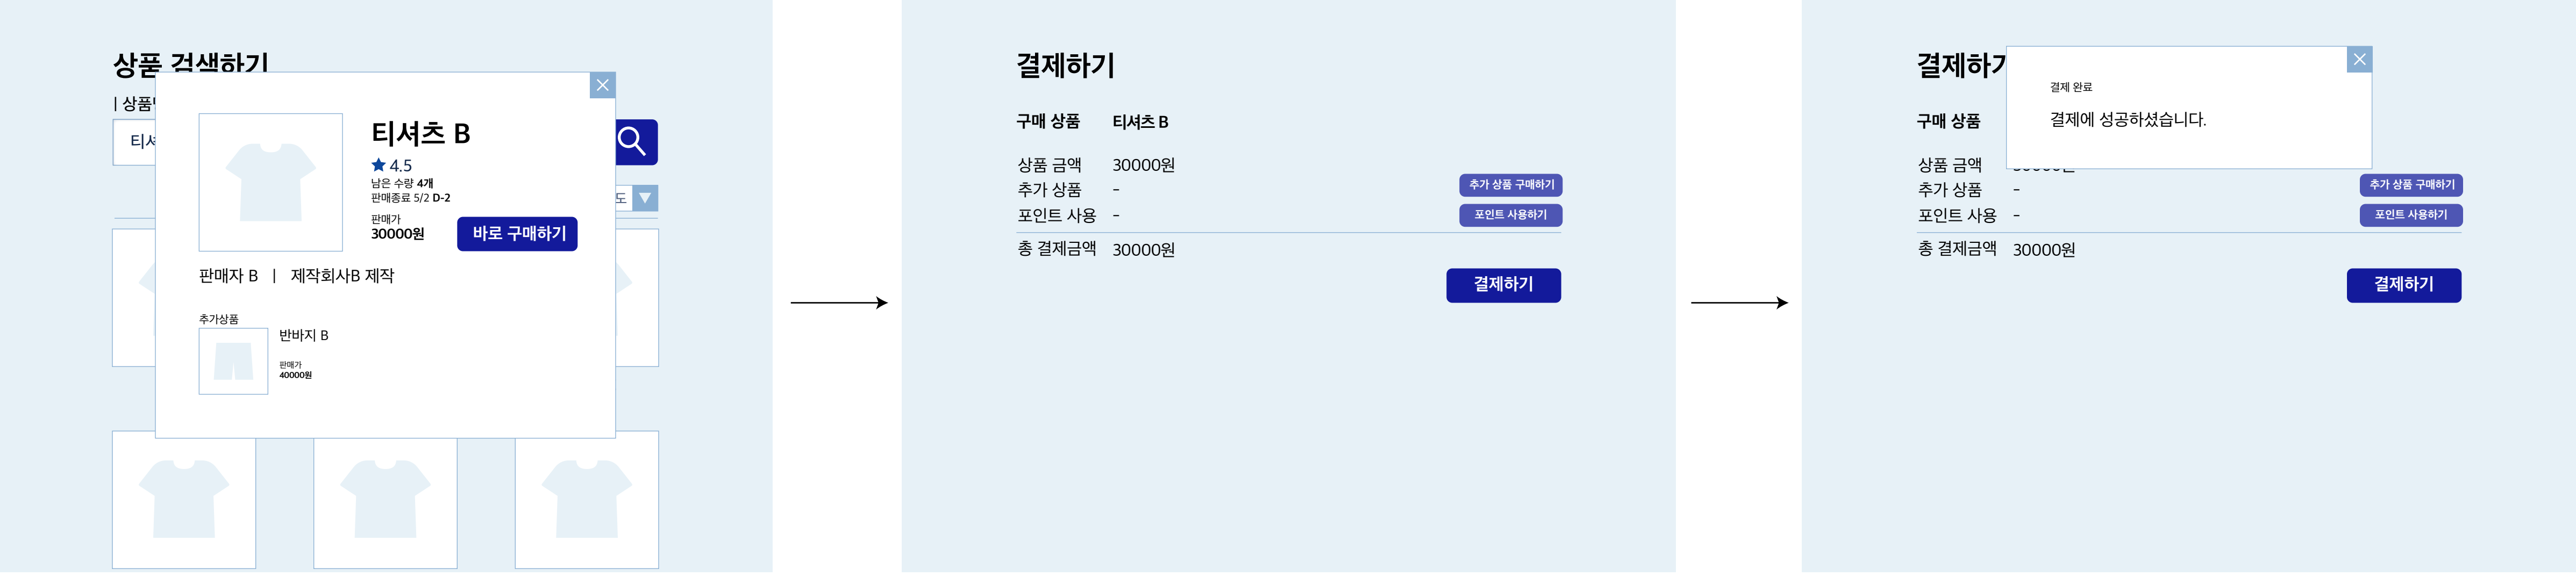 상품 검색하기
| 상품
티셔츠 B
4.5
남은 수량 4개
판매종료 5/2 D-2
판매가
30000원
바로 구매하기
판매자 B | 제작회사B 제작
추가상품
반바지 B
판매가
40000원
티
도
결제하기
구매 상품 티셔츠 B
상품 금액 30000원
추가 상품 -
추가 상품 구매하기
포인트 사용 -
포인트 사용하기
총 결제금액 30000원
결제하기
결제하기
결제 완료
결제에 성공하셨습니다.
구매 상품
상품 금액 30000원
추가 상품 -
추가 상품 구매하기
포인트 사용 -
포인트 사용하기
총 결제금액 30000원
결제하기